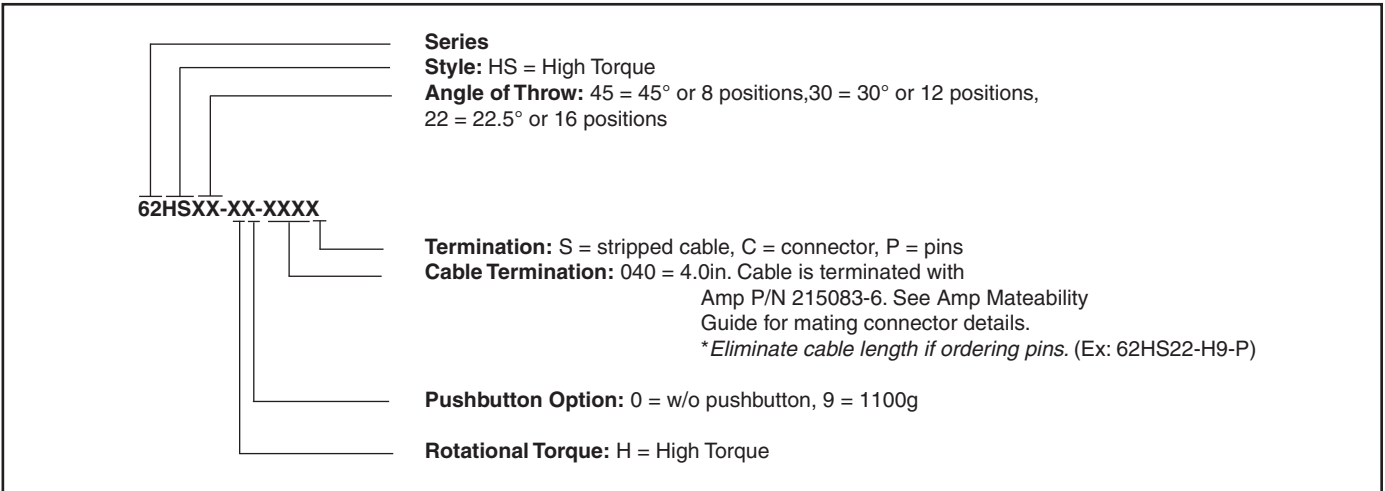 Series
Style: HS = High Torque
Angle of Throw: 45 = 45° or 8 positions,30 = 30° or 12 positions,
22 = 22.5° or 16 positions
62HSXX-XX-XXXX
Termination: S = stripped cable, C = connector, P = pins
Cable Termination: 040 = 4.0in. Cable is terminated with
Amp P/N 215083-6. See Amp Mateability
Guide for mating connector details.
*Eliminate cable length if ordering pins. (Ex: 62HS22-H9-P)
Pushbutton Option: 0 = w/o pushbutton, 9 = 1100g
Rotational Torque: H = High Torque